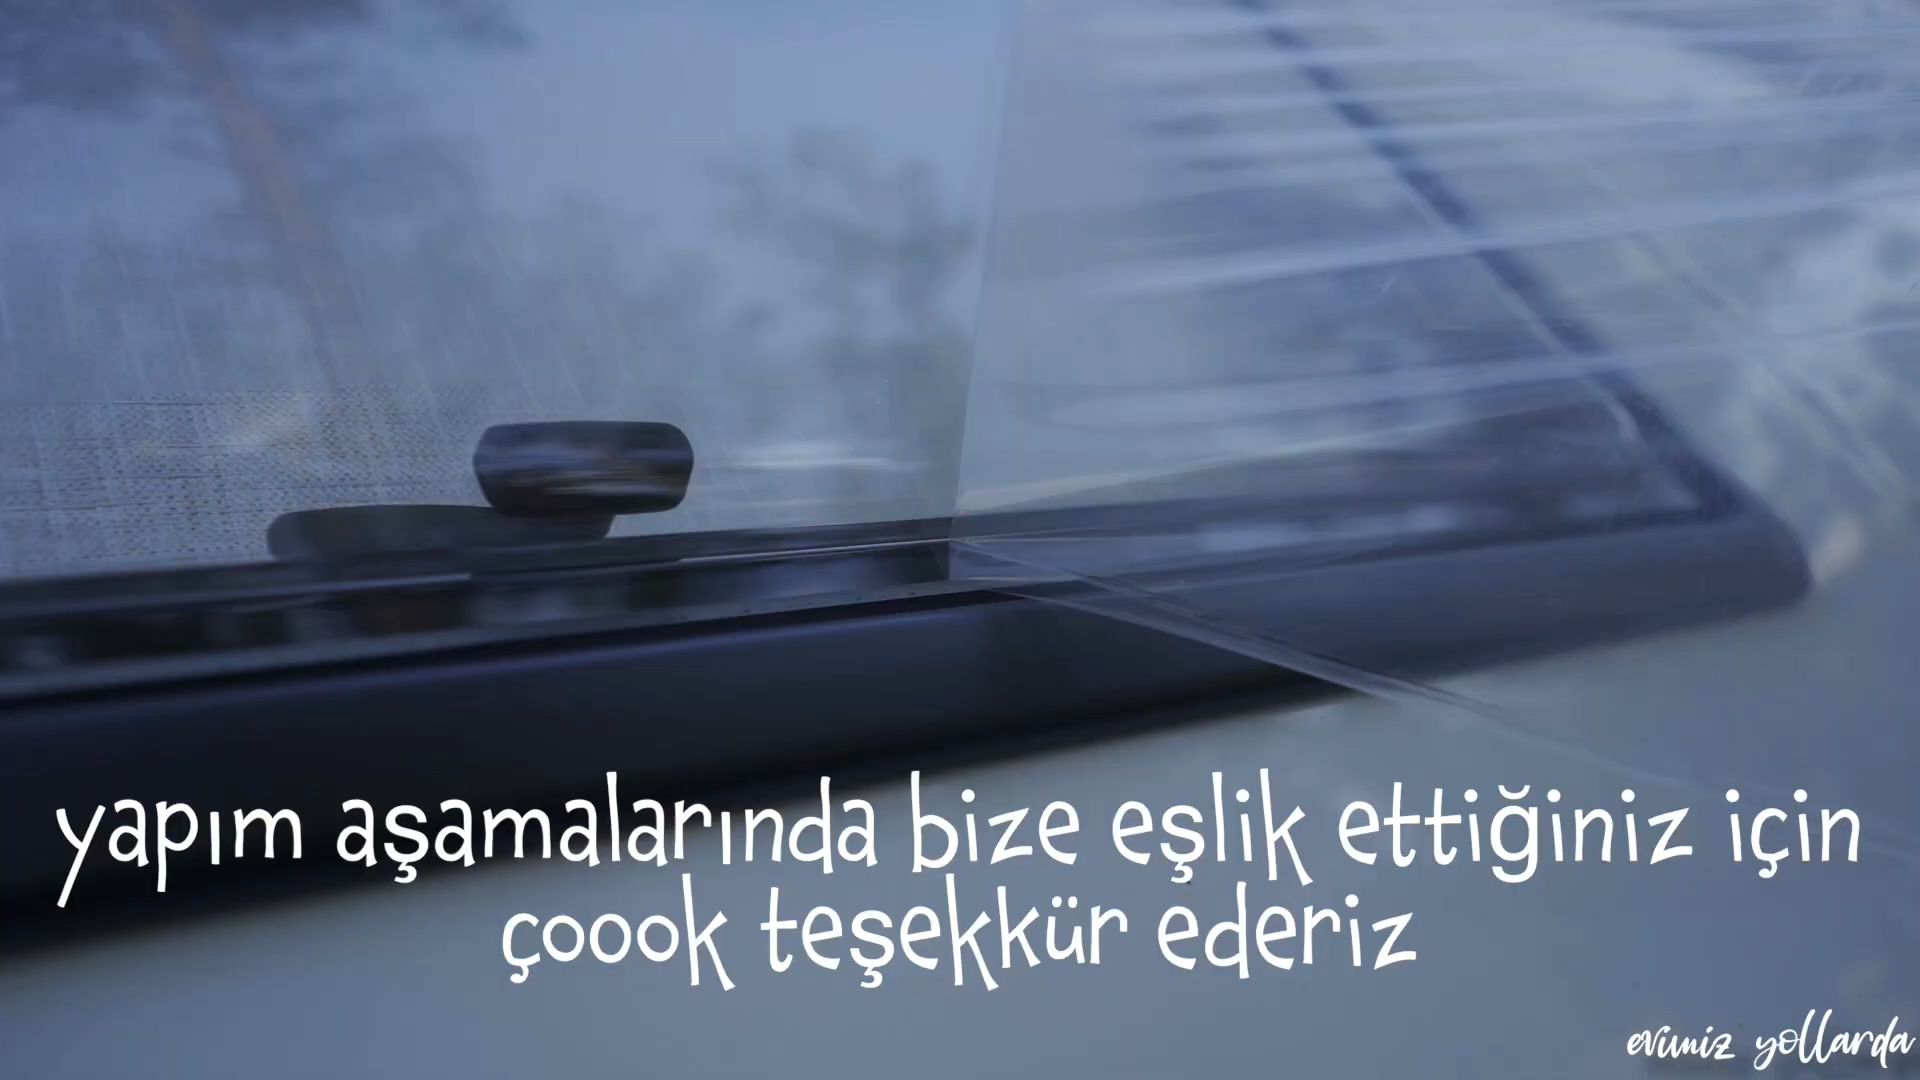 yapım aşamalarında bize eşlik ettiğiniz için
çoook teşekkür ederiz
evimiz yollarda